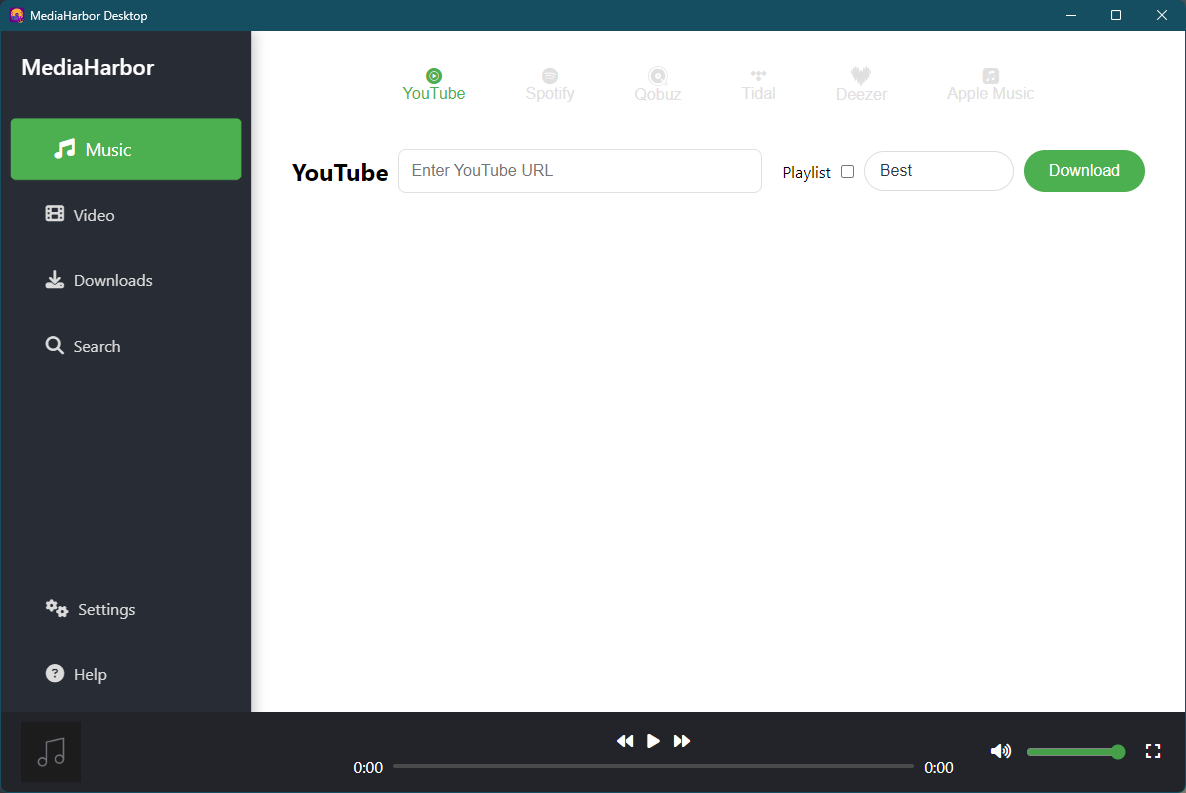 MediaHarbor Desktop
MediaHarbor
Music
Video
Downloads
Search
Settings
Help
YouTube Spotify Qobuz Tidal Deezer Apple Music
YouTube Enter YouTube URL Playlist Best Download
0:00 0:00